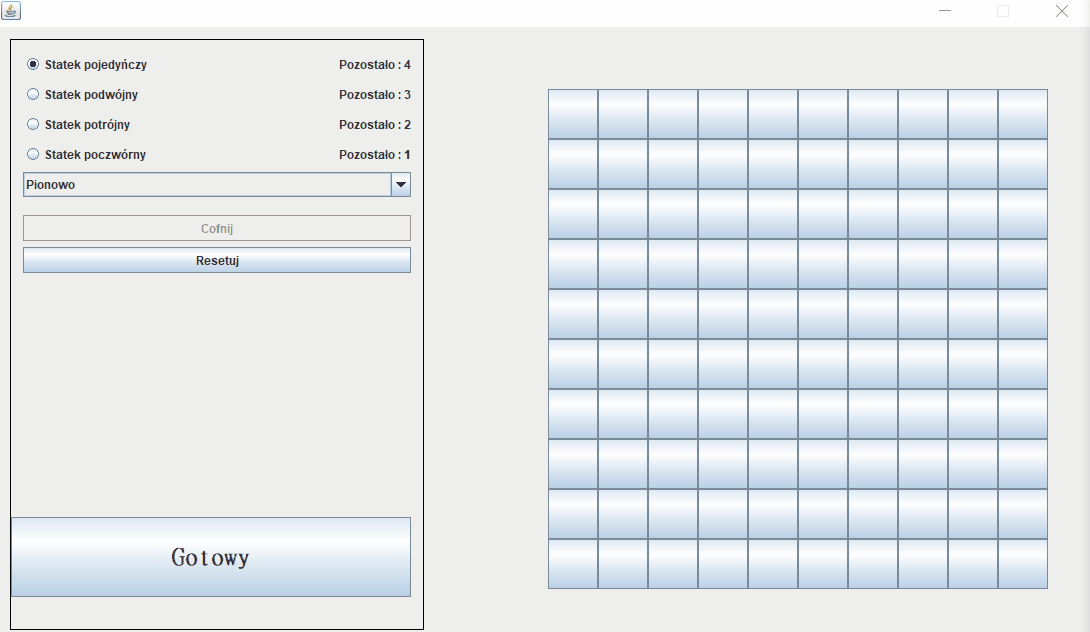 Statek pojedyńczy Pozostało : 4
Statek podwójny Pozostało : 3
Statek potrójny Pozostało : 2
Statek poczwórny Pozostało : 1
Pionowo
Cofnij
Resetuj
Gotowy